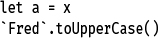 let a = x
`Fred`.toUpperCase()